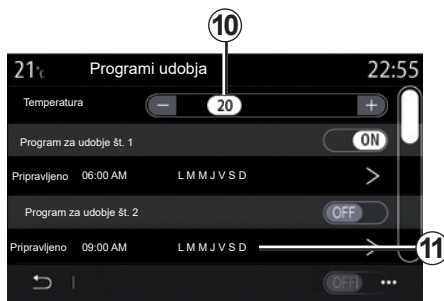 10
21°c Programi udobja 22:55
Temperatura − 20 +
Program za udobje št. 1 ON
Pripravljeno 06:00 AM L M M J V S D >
Program za udobje št. 2 OFF
Pripravljeno 09:00 AM L M M J V S D >
11
OFF ...